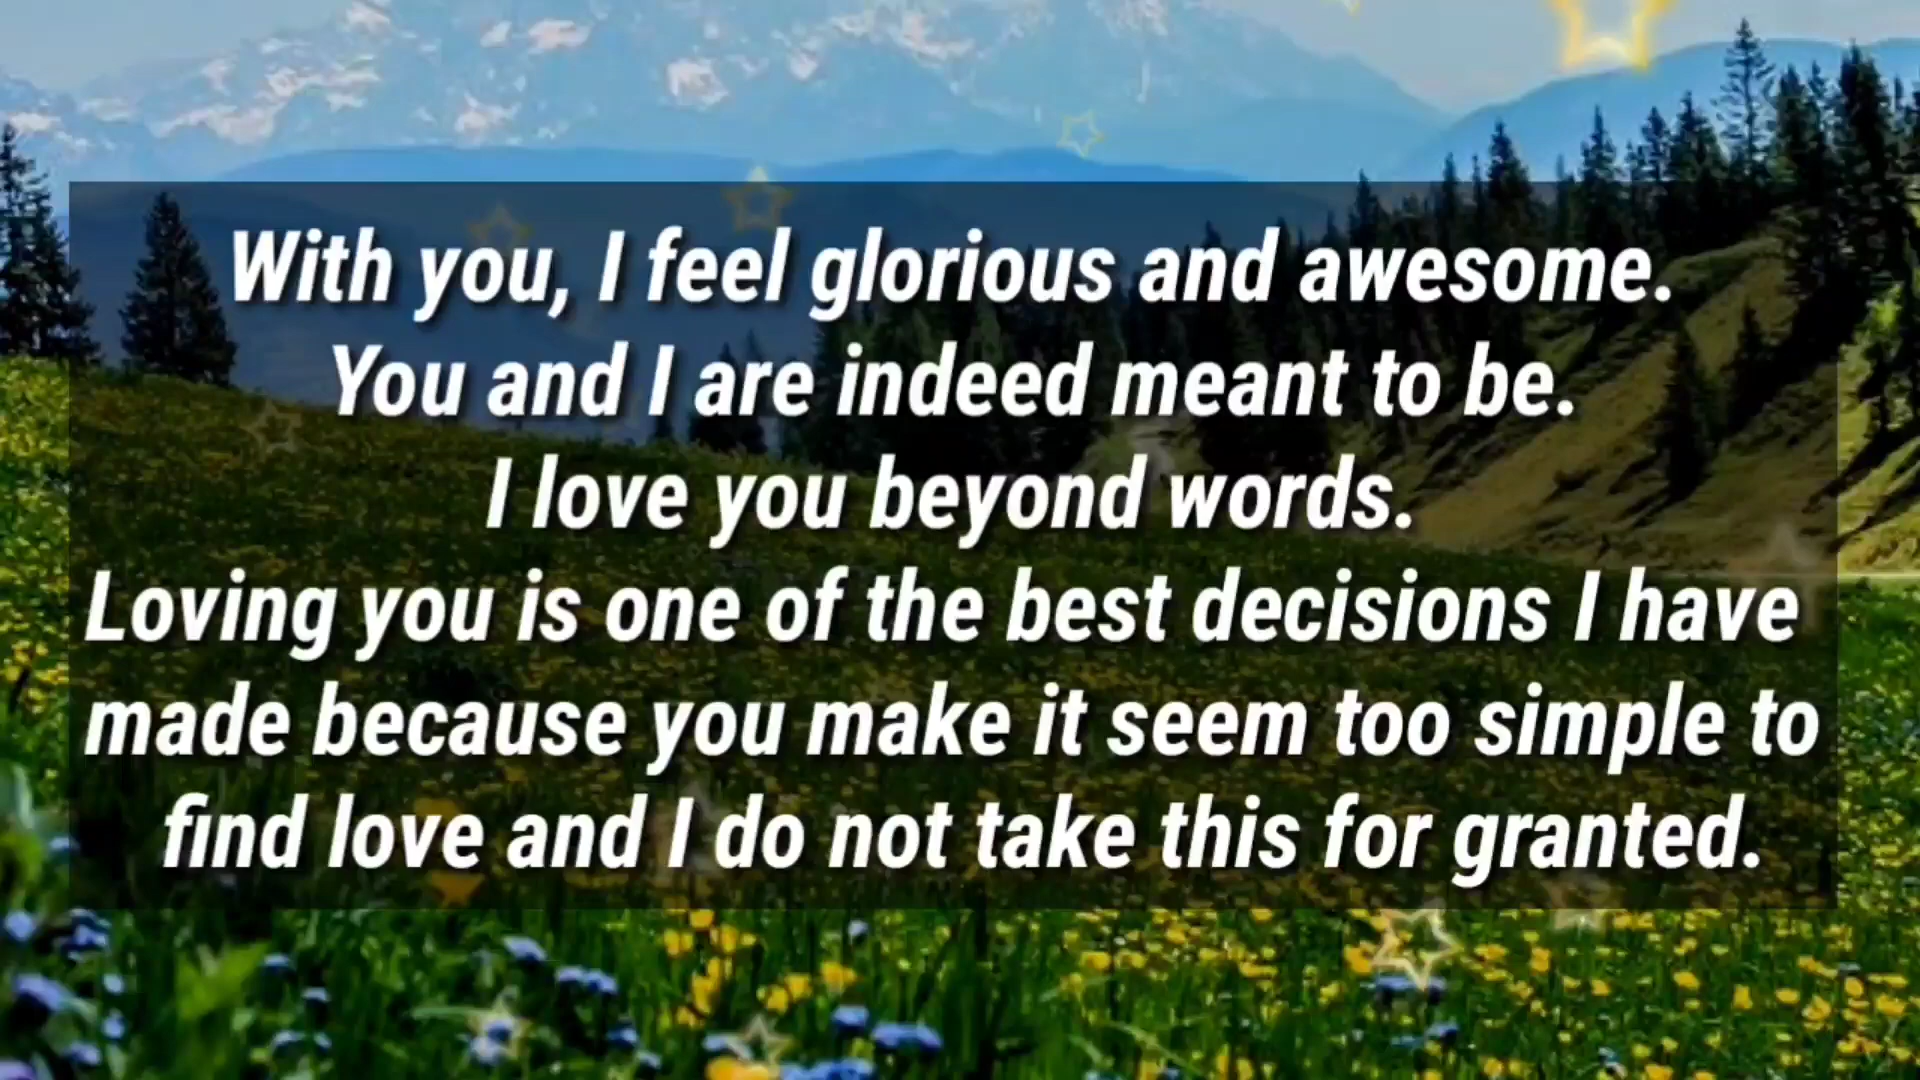 With you, I feel glorious and awesome.
You and I are indeed meant to be.
I love you beyond words.
Loving you is one of the best decisions I have
made because you make it seem too simple to
find love and I do not take this for granted.